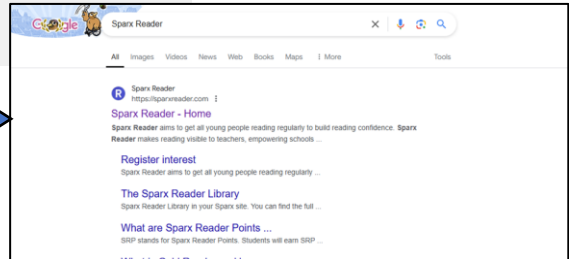 Google
Sparx Reader
All Images Videos News Web Books Maps More Tools
R Sparx Reader
https://sparxreader.com
Sparx Reader - Home
Sparx Reader aims to get all young people reading regularly to build reading confidence. Sparx
Reader makes reading visible to teachers, empowering schools ...
Register interest
Sparx Reader aims to get all young people reading regularly ...
The Sparx Reader Library
Sparx Reader Library in your Sparx site. You can find the full ...
What are Sparx Reader Points ...
SRP stands for Sparx Reader Points. Students will earn SRP ...